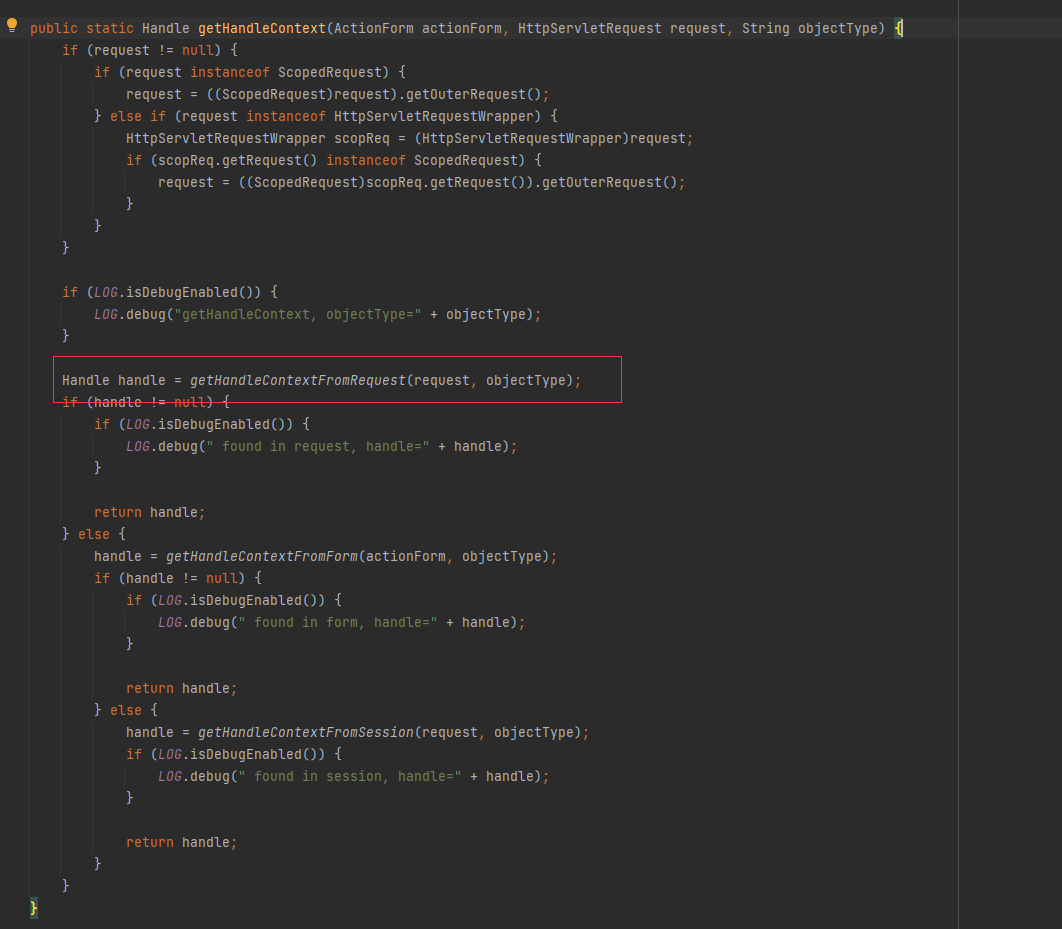 public static Handle getHandleContext(ActionForm actionForm, HttpServletRequest request, String objectType) {
if (request != null) {
if (request instanceof ScopedRequest) {
request = ((ScopedRequest)request).getOuterRequest();
} else if (request instanceof HttpServletRequestWrapper) {
HttpServletRequestWrapper scopReq = (HttpServletRequestWrapper)request;
if (scopReq.getRequest() instanceof ScopedRequest) {
request = ((ScopedRequest)scopReq.getRequest()).getOuterRequest();
}
}
}
if (LOG.isDebugEnabled()) {
LOG.debug("getHandleContext, objectType=" + objectType);
}
Handle handle = getHandleContextFromRequest(request, objectType);
if (handle != null) {
if (LOG.isDebugEnabled()) {
LOG.debug(" found in request, handle=" + handle);
}
return handle;
} else {
handle = getHandleContextFromForm(actionForm, objectType);
if (handle != null) {
if (LOG.isDebugEnabled()) {
LOG.debug(" found in form, handle=" + handle);
}
return handle;
} else {
handle = getHandleContextFromSession(request, objectType);
if (LOG.isDebugEnabled()) {
LOG.debug(" found in session, handle=" + handle);
}
return handle;
}
}
}